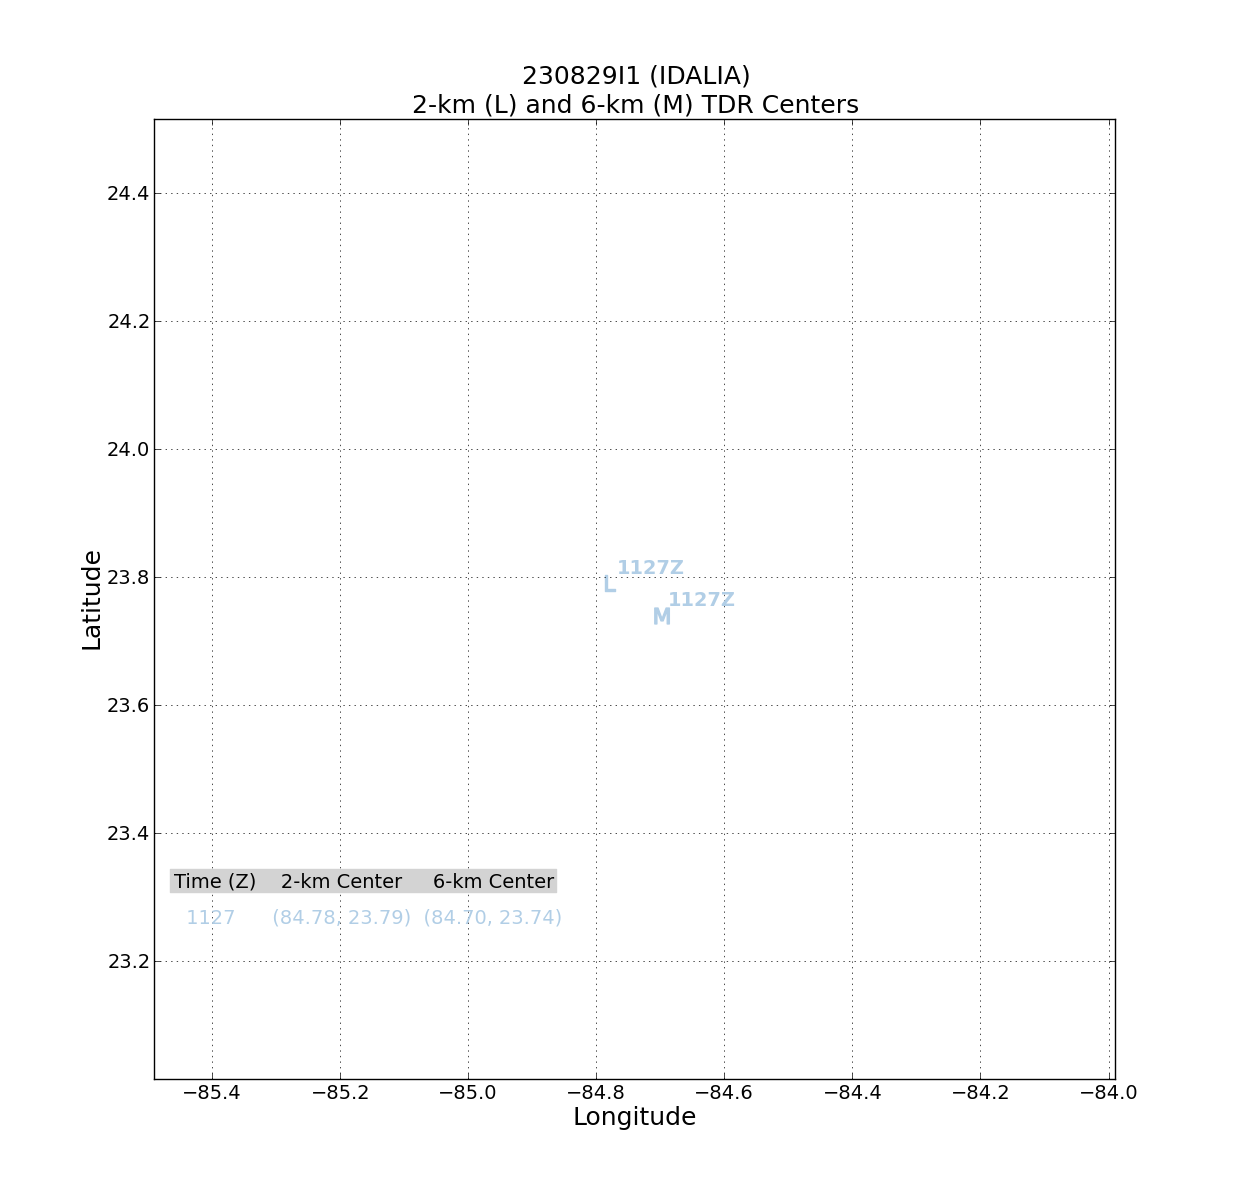 230829I1 (IDALIA)
2-km (L) and 6-km (M) TDR Centers
24.4
24.2
24.0
23.8
23.6
23.4
23.2
Latitude
L 1127Z
M 1127Z
Time (Z) 2-km Center 6-km Center
1127 (84.78, 23.79) (84.70, 23.74)
−85.4 −85.2 −85.0 −84.8 −84.6 −84.4 −84.2 −84.0
Longitude